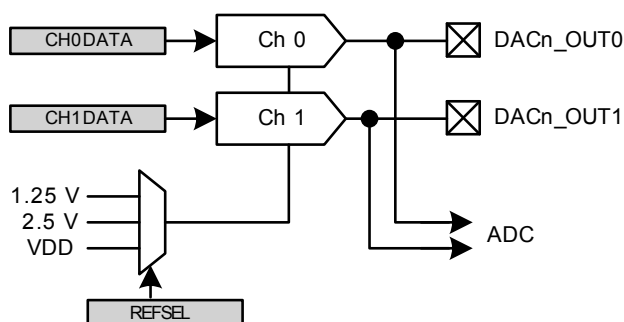 CH0DATA
Ch 0
DACn_OUT0
CH1DATA
Ch 1
DACn_OUT1
1.25 V
2.5 V
VDD
ADC
REFSEL